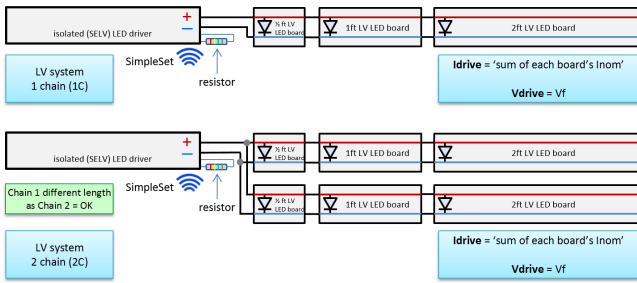 +
−
isolated (SELV) LED driver
½ ft LV
LED board
1ft LV LED board
2ft LV LED board
SimpleSet
resistor
LV system
1 chain (1C)
Idrive = ‘sum of each board’s Inom’
Vdrive = Vf
+
−
isolated (SELV) LED driver
½ ft LV
LED board
1ft LV LED board
2ft LV LED board
SimpleSet
resistor
Chain 1 different length
as Chain 2 = OK
½ ft LV
LED board
1ft LV LED board
2ft LV LED board
LV system
2 chain (2C)
Idrive = ‘sum of each board’s Inom’
Vdrive = Vf